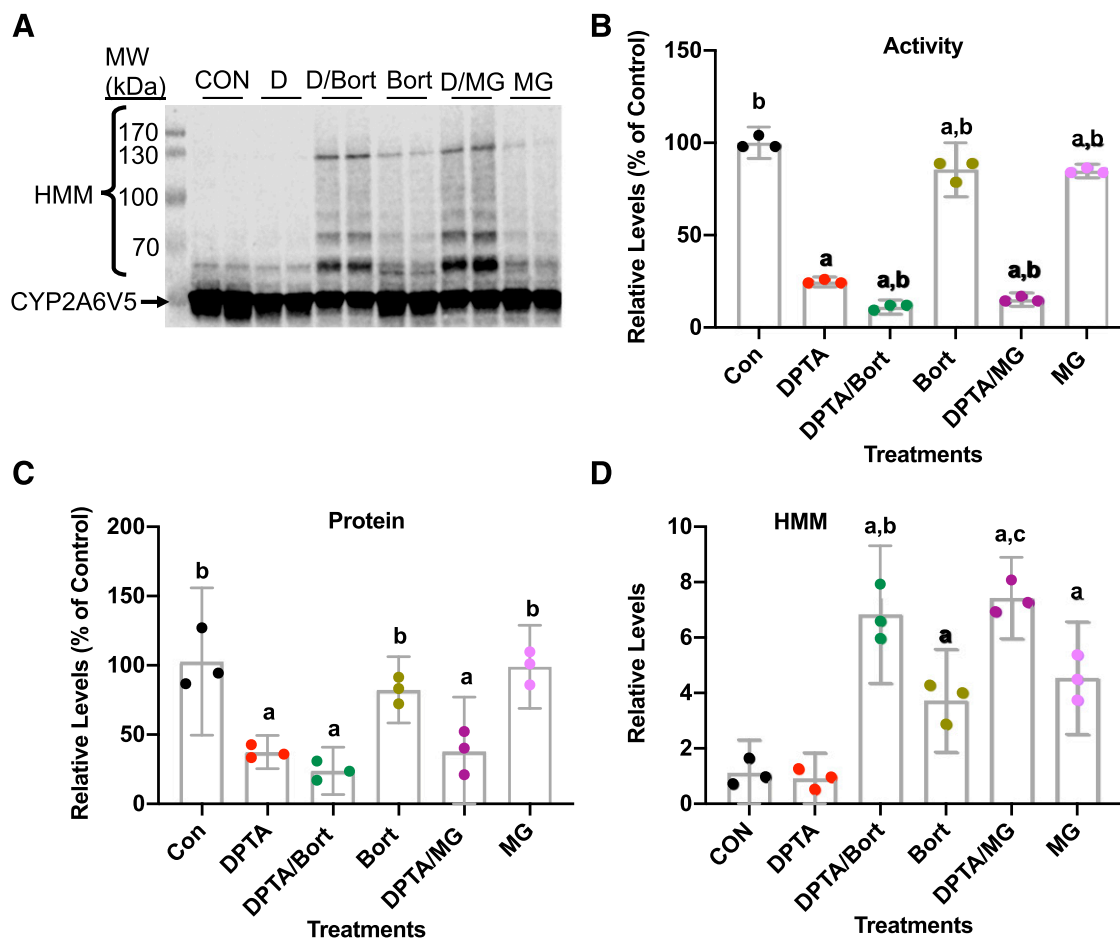 A
MW
(kDa)
CON D D/Bort Bort D/MG MG
170
130
HMM
100
70
CYP2A6V5
B
Activity
Relative Levels (% of Control)
150
100
50
0
b
a
a,b
a,b
a,b
a,b
Con
DPTA
DPTA/Bort
Bort
DPTA/MG
MG
Treatments
C
Protein
Relative Levels (% of Control)
200
150
100
50
0
b
a
a
b
a
b
Con
DPTA
DPTA/Bort
Bort
DPTA/MG
MG
Treatments
D
HMM
Relative Levels
10
8
6
4
2
0
a,b
a
a,c
a
CON
DPTA
DPTA/Bort
Bort
DPTA/MG
MG
Treatments